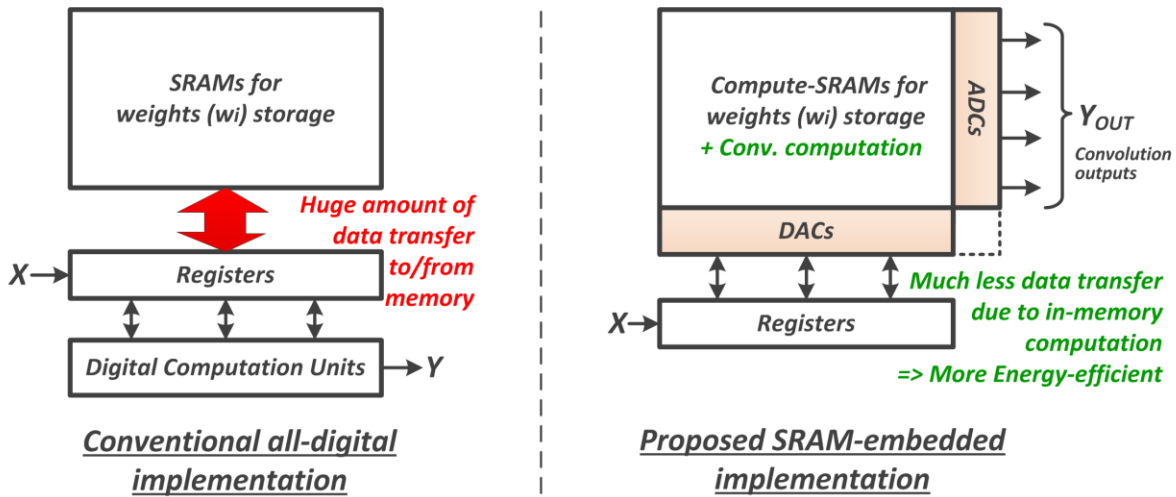 SRAMs for
weights (wi) storage
Huge amount of
data transfer
to/from
memory
X
Registers
Digital Computation Units
Y
Conventional all-digital
implementation
Compute-SRAMs for
weights (wi) storage
+ Conv. computation
ADCs
YOUT
Convolution
outputs
DACs
Much less data transfer
due to in-memory
computation
=> More Energy-efficient
X
Registers
Proposed SRAM-embedded
implementation